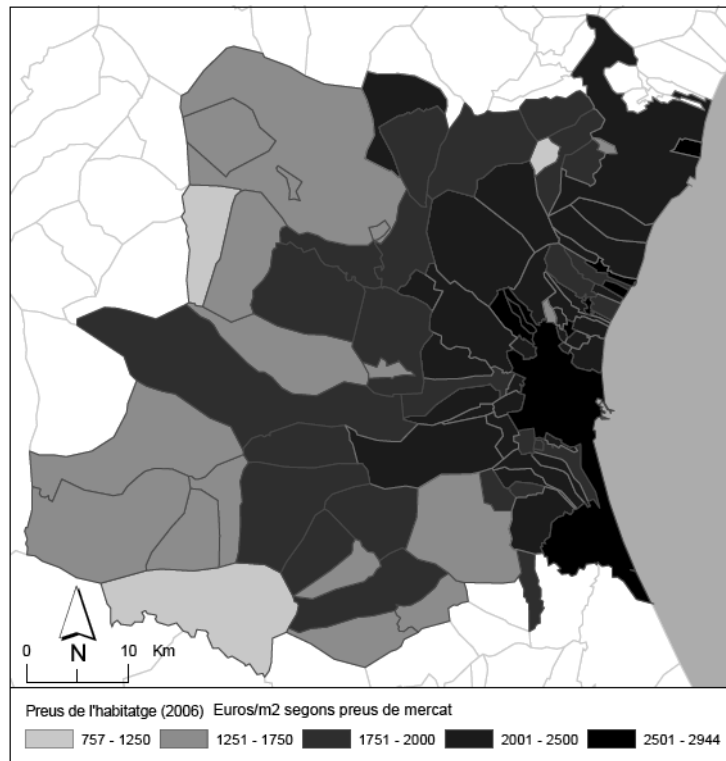 0 10 Km
N
Preus de l'habitatge (2006) Euros/m2 segons preus de mercat
757 - 1250 1251 - 1750 1751 - 2000 2001 - 2500 2501 - 2944